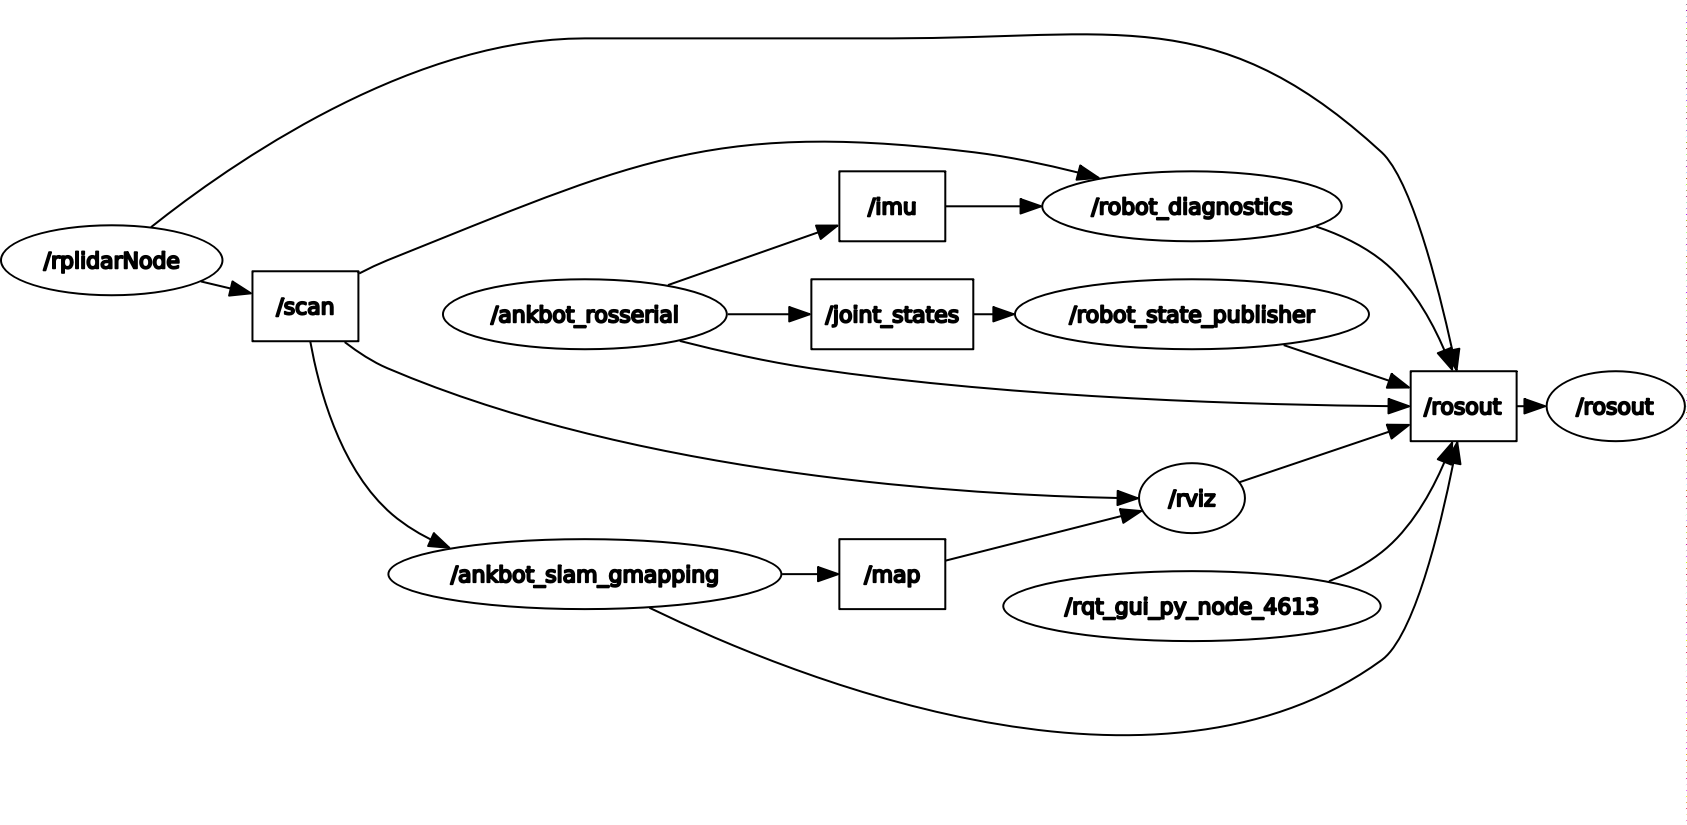 /rplidarNode
/scan
/imu
/robot_diagnostics
/ankbot_rosserial
/joint_states
/robot_state_publisher
/rosout
/rosout
/rviz
/ankbot_slam_gmapping
/map
/rqt_gui_py_node_4613